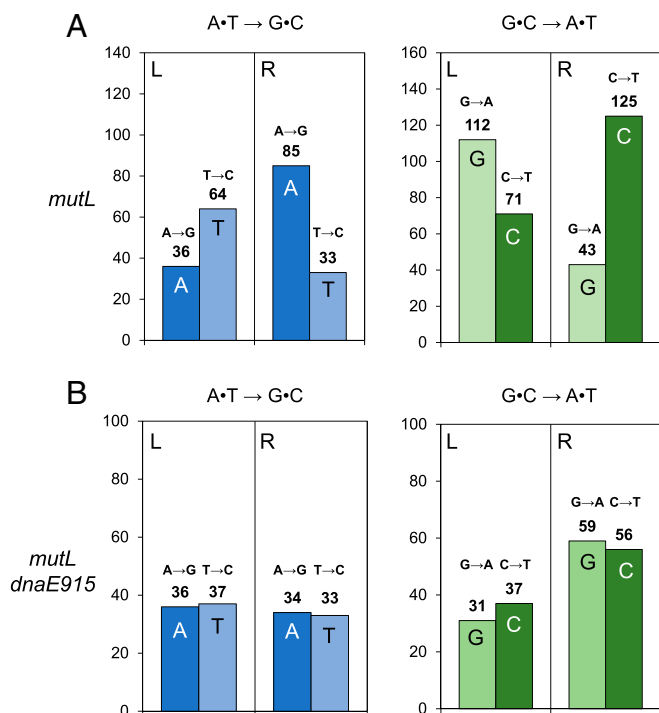 A
A•T → G•C
G•C → A•T
mutL
140
120
100
80
60
40
20
0
L
R
A→G
36
A
T→C
64
T
A→G
85
A
T→C
33
T
160
140
120
100
80
60
40
20
0
L
R
G→A
112
G
C→T
71
C
G→A
43
G
C→T
125
C
B
A•T → G•C
G•C → A•T
mutL
dnaE915
100
80
60
40
20
L
R
A→G T→C
36 37
A T
A→G T→C
34 33
A T
100
80
60
40
20
L
R
G→A C→T
31 37
G C
G→A C→T
59 56
G C